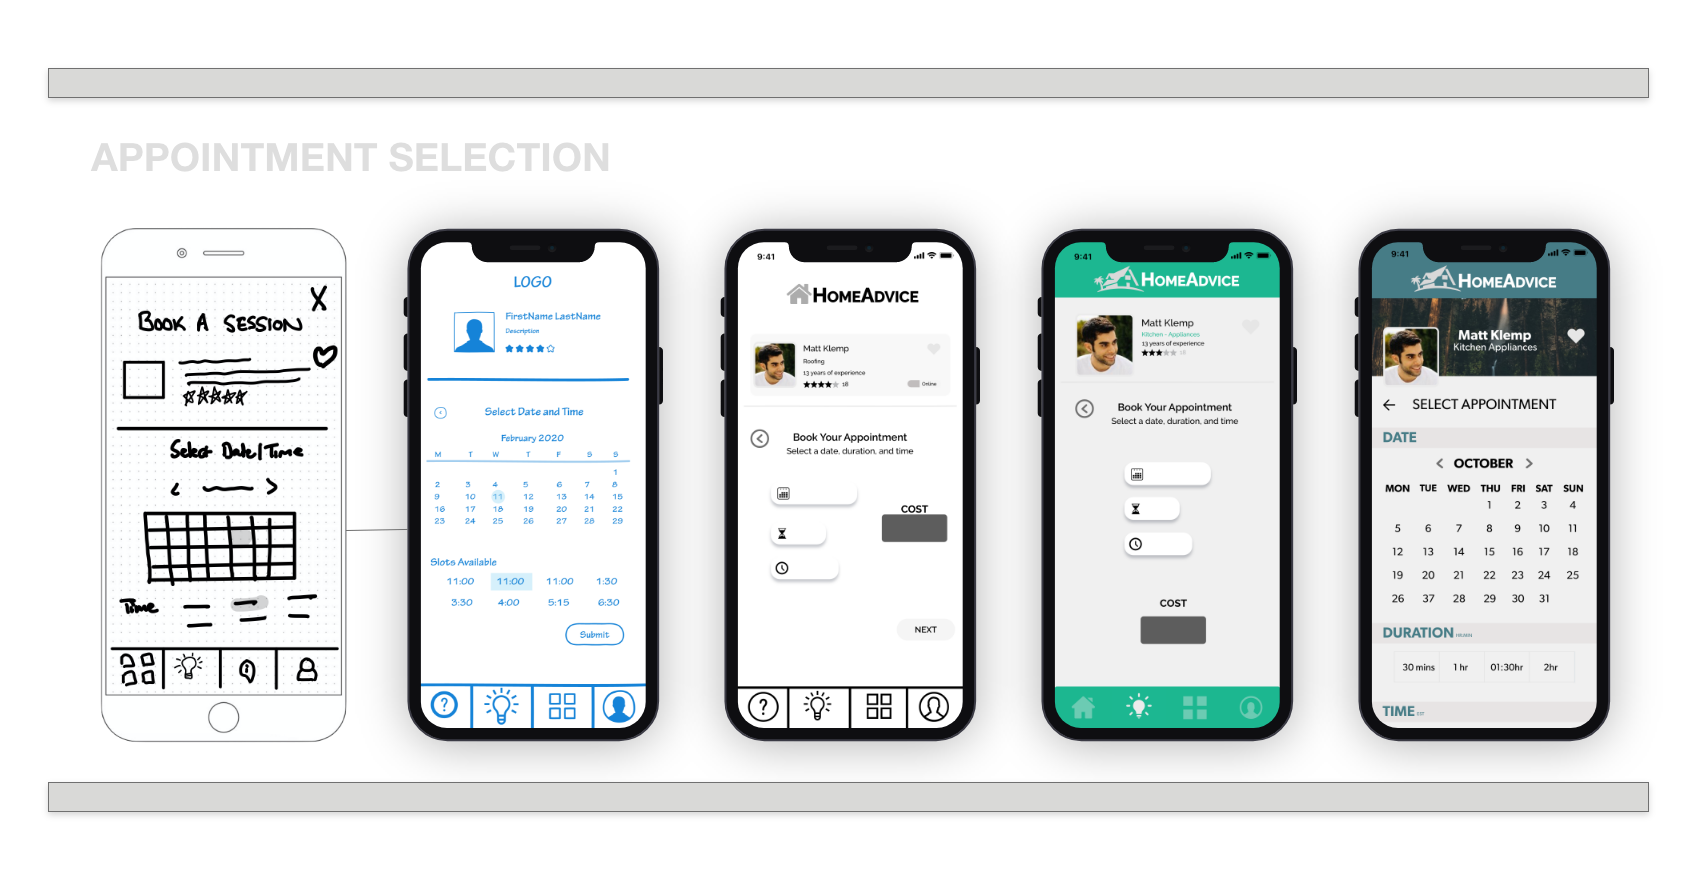 APPOINTMENT SELECTION
X
BOOK A SESSION
Select Date/Time
Time
LOGO
FirstName LastName
Description
Select Date and Time
February 2020
M T W T F S S
1
2 3 4 5 6 7 8
9 10 11 12 13 14 15
16 17 18 19 20 21 22
23 24 25 26 27 28 29
Slots Available
11:00 11:00 11:00 1:30
3:30 4:00 5:15 6:30
Submit
?
9:41
HOMEADVICE
Matt Klemp
Roofing
13 years of experience
18
Online
Book Your Appointment
Select a date, duration, and time
COST
NEXT
?
9:41
HOMEADVICE
Matt Klemp
Kitchen - Appliances
13 years of experience
18
Book Your Appointment
Select a date, duration, and time
COST
9:41
HOMEADVICE
Matt Klemp
Kitchen Appliances
SELECT APPOINTMENT
DATE
OCTOBER
MON TUE WED THU FRI SAT SUN
1 2 3 4
5 6 7 8 9 10 11
12 13 14 15 16 17 18
19 20 21 22 23 24 25
26 37 28 29 30 31
DURATION
30 mins 1 hr 01:30hr 2hr
TIME